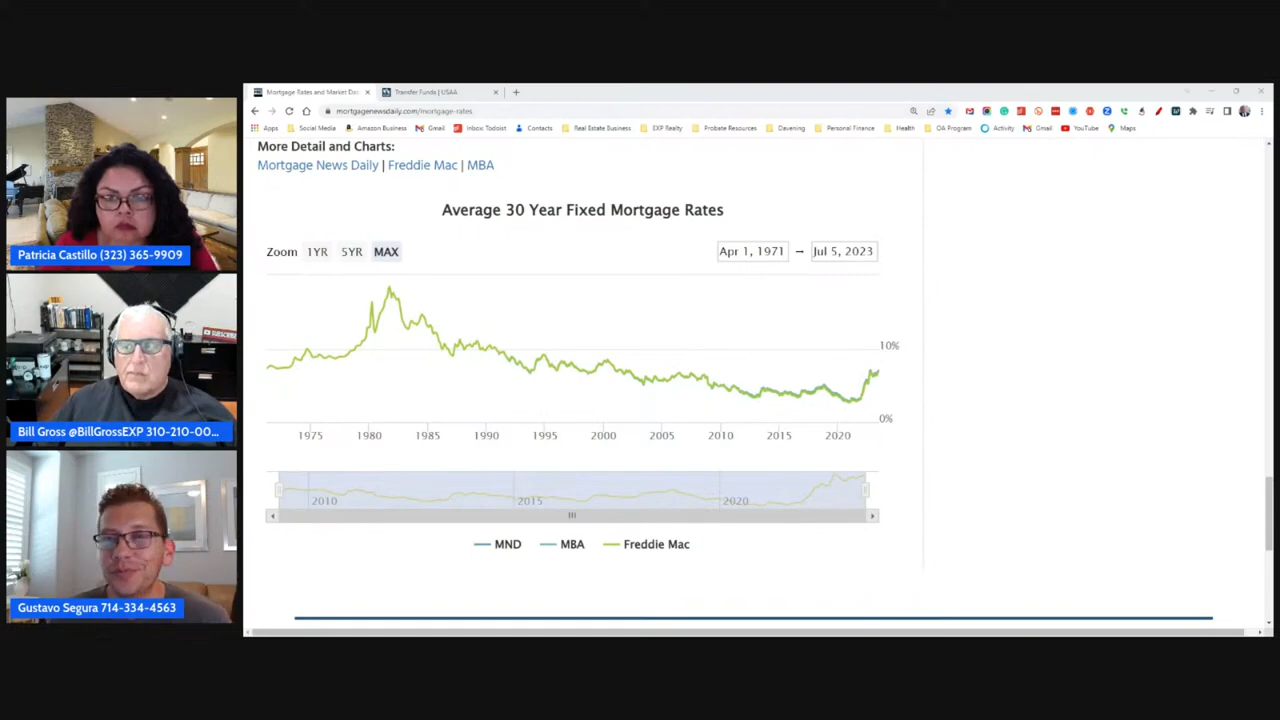 Mortgage Rates and Market Da
Transfer Funds | USAA
mortgagenewsdaily.com/mortgage-rates
Apps Social Media Amazon Business Gmail Inbox: Todoist Contacts Real Estate Business EXP Realty Probate Resources Davening Personal Finance Health OA Program Activity Gmail YouTube Maps
More Detail and Charts:
Mortgage News Daily | Freddie Mac | MBA
Average 30 Year Fixed Mortgage Rates
Zoom 1YR 5YR MAX
Apr 1, 1971 → Jul 5, 2023
10%
0%
1975 1980 1985 1990 1995 2000 2005 2010 2015 2020
2010 2015 2020
MND MBA Freddie Mac
Patricia Castillo (323) 365-9909
Bill Gross @BillGrossEXP 310-210-00...
Gustavo Segura 714-334-4563